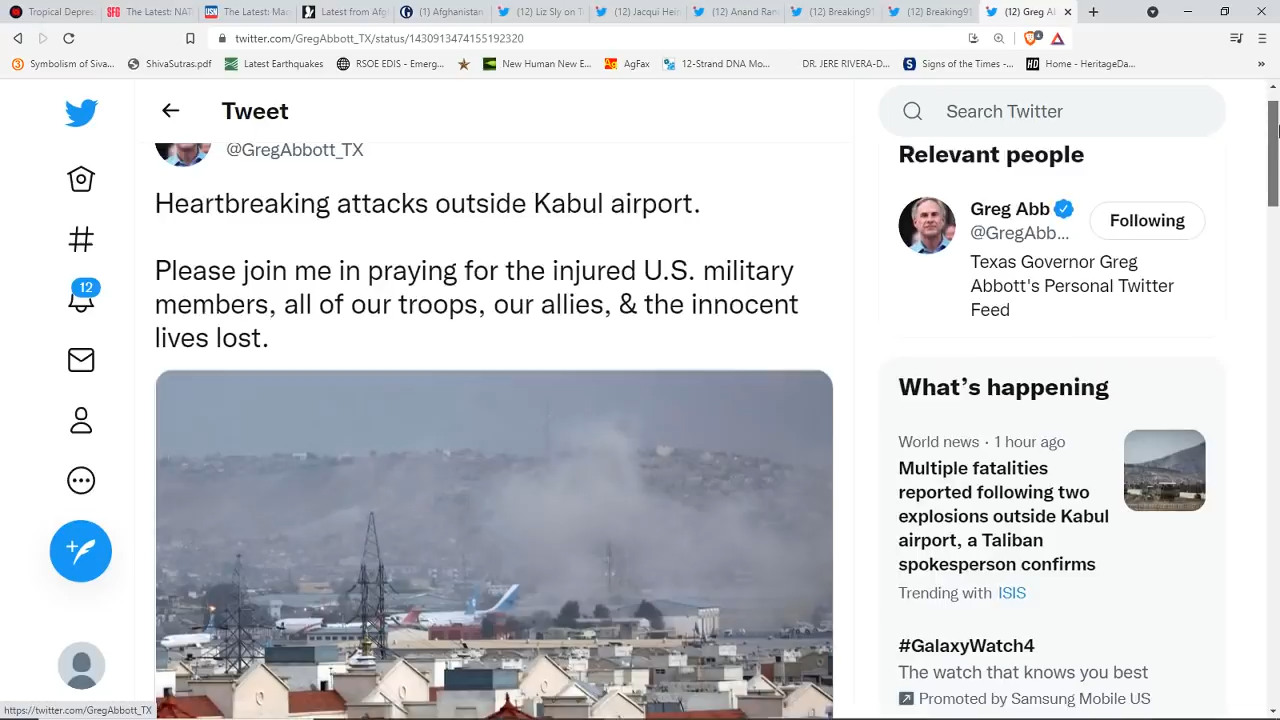 Tropical Depres
SFG The Latest: NAT
ISN The Latest: Mar
Latest from Afg
(1) Afghanistan
(12) Liz Sly on T
(12) Jacqui Hein
(12) Anand Ran
(12) Breaking91
(12) Breaking91
(12) Greg Al
twitter.com/GregAbbott_TX/status/1430913474155192320
Symbolism of Siva...
ShivaSutras.pdf
Latest Earthquakes
RSOE EDIS - Emerg...
New Human New E...
Ag AgFax
12-Strand DNA Mo...
DR. JERE RIVERA-D...
S Signs of the Times -...
HD Home - HeritageDa...
Tweet
@GregAbbott_TX
Heartbreaking attacks outside Kabul airport.
Please join me in praying for the injured U.S. military
members, all of our troops, our allies, & the innocent
lives lost.
12
Search Twitter
Relevant people
Greg Abb
@GregAbb...
Following
Texas Governor Greg
Abbott's Personal Twitter
Feed
What's happening
World news · 1 hour ago
Multiple fatalities
reported following two
explosions outside Kabul
airport, a Taliban
spokesperson confirms
Trending with ISIS
#GalaxyWatch4
The watch that knows you best
Promoted by Samsung Mobile US
https://twitter.com/GregAbbott_TX